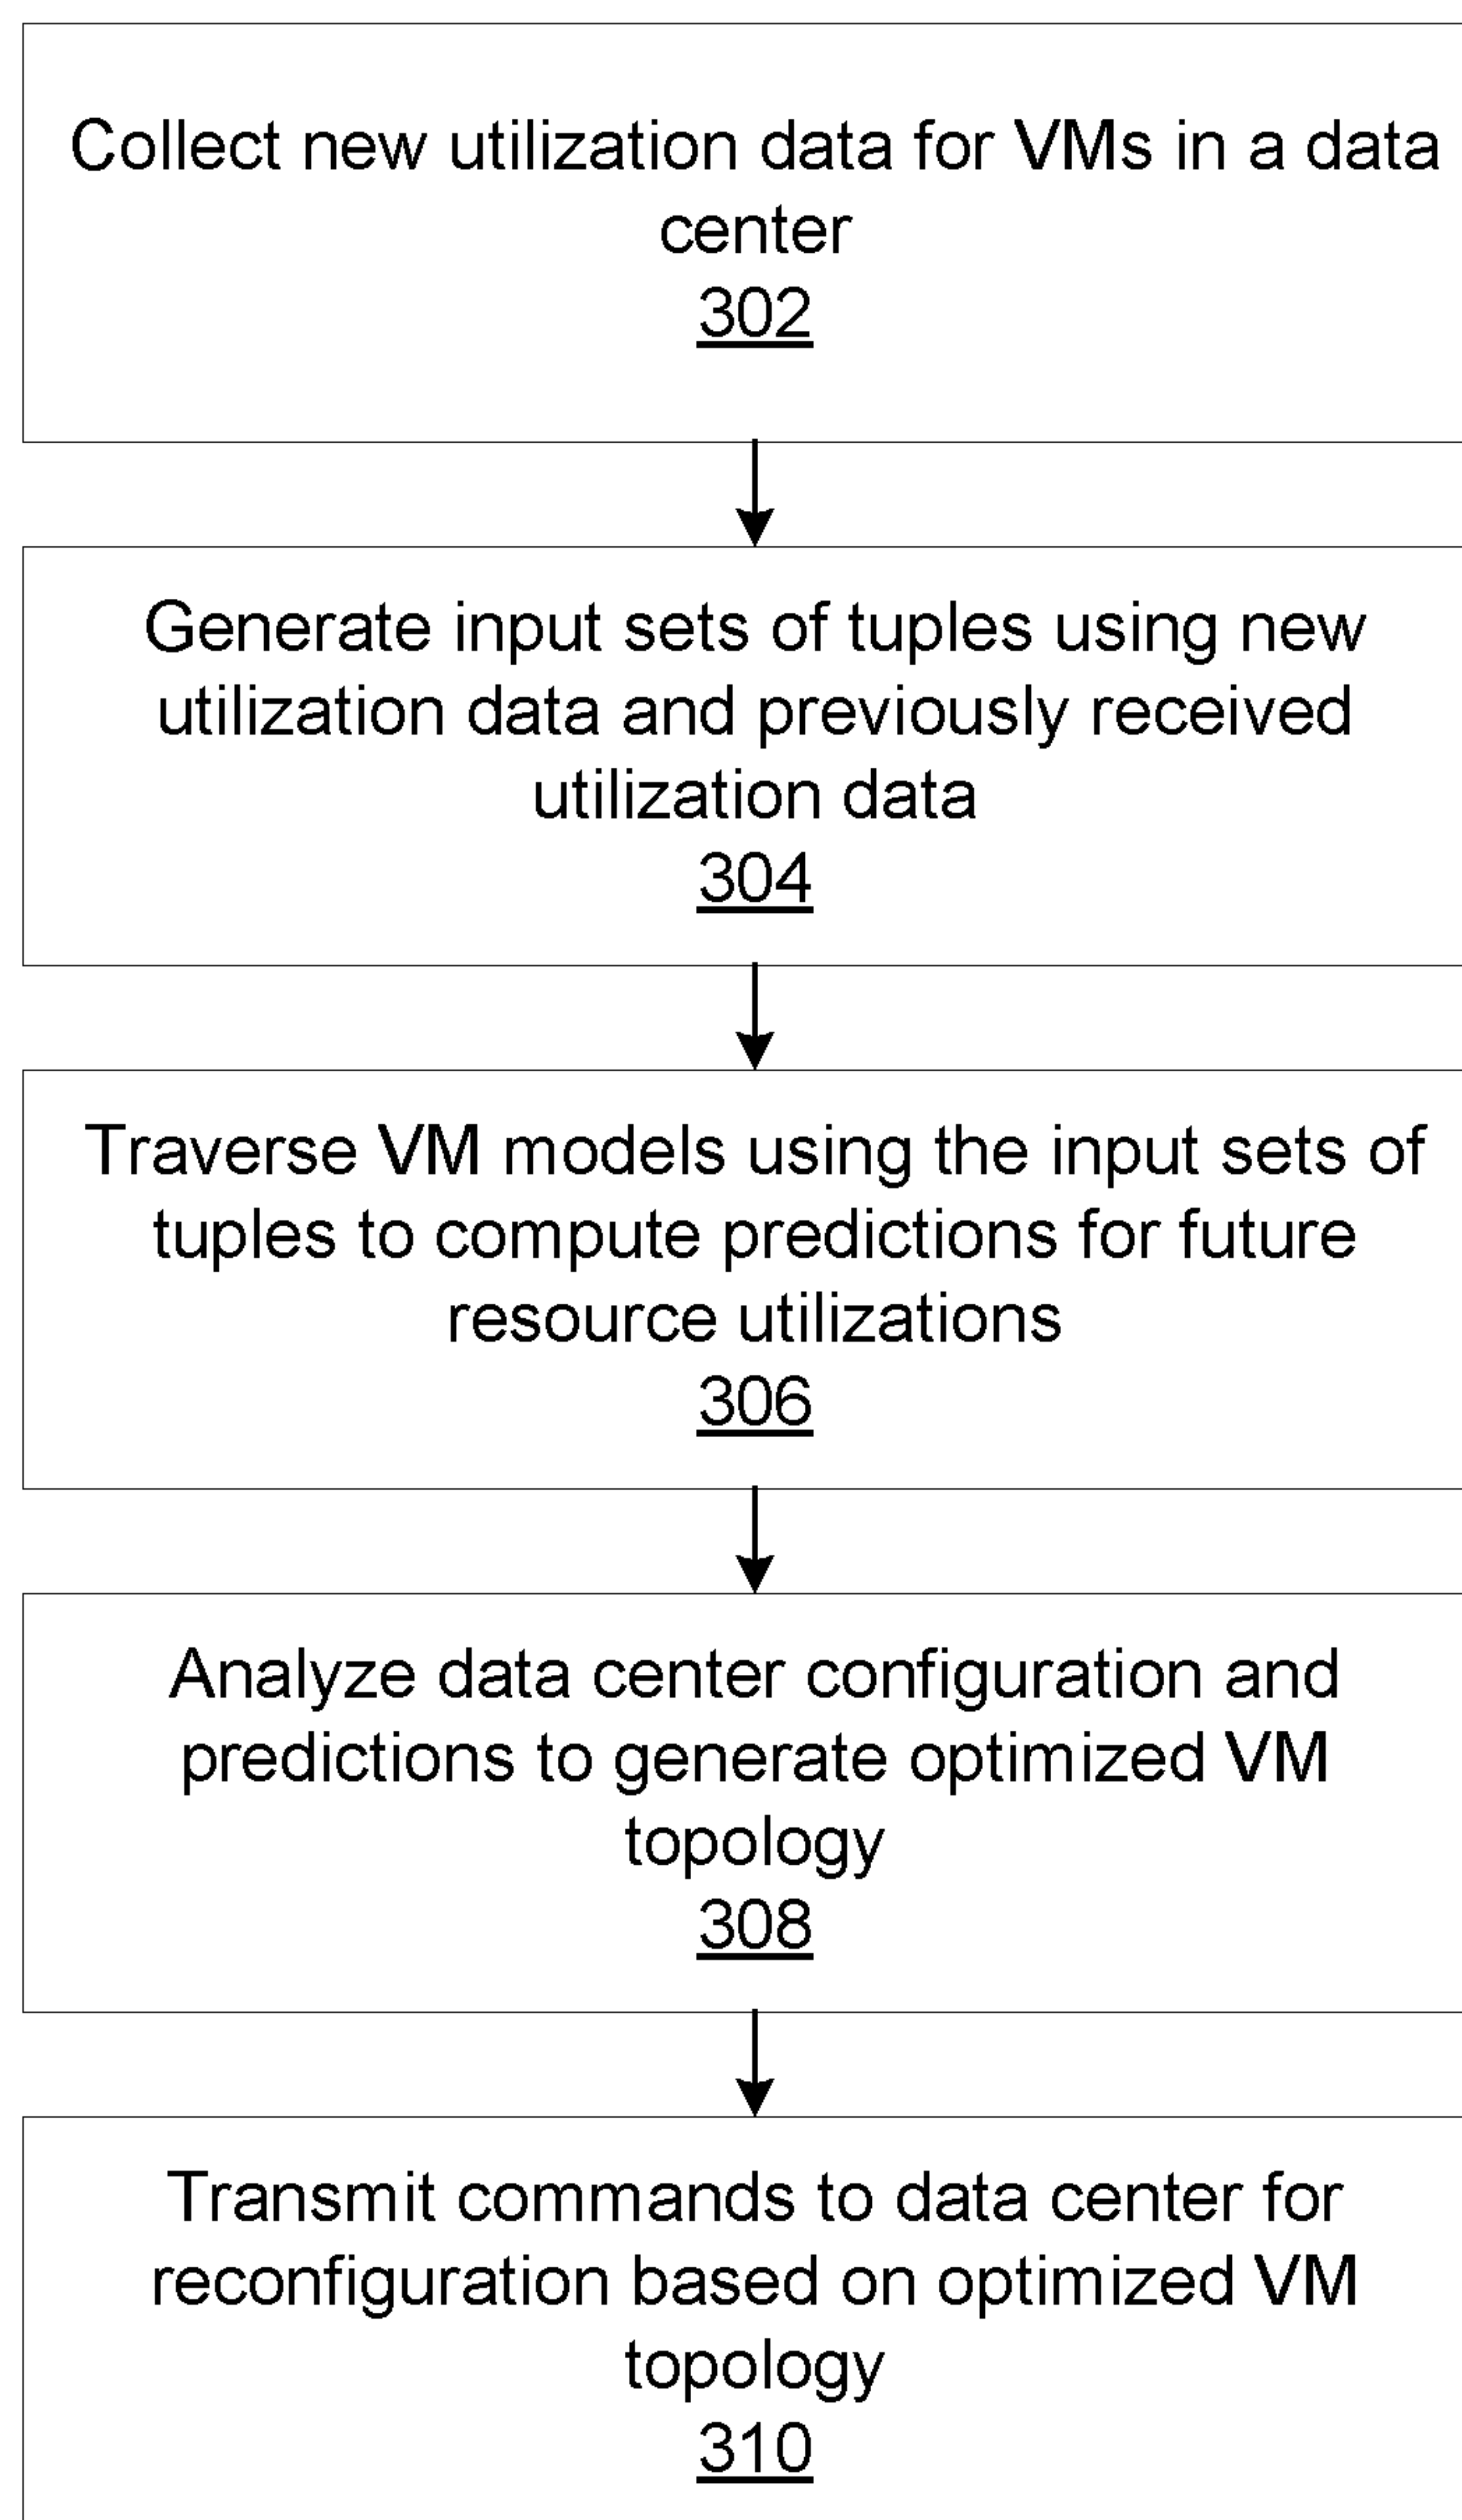 Collect new utilization data for VMs in a data
center
302
Generate input sets of tuples using new
utilization data and previously received
utilization data
304
Traverse VM models using the input sets of
tuples to compute predictions for future
resource utilizations
306
Analyze data center configuration and
predictions to generate optimized VM
topology
308
Transmit commands to data center for
reconfiguration based on optimized VM
topology
310